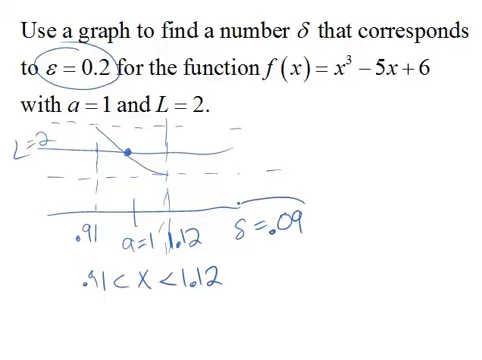 Use a graph to find a number δ that corresponds
to ε = 0.2 for the function f(x) = x³ − 5x + 6
with a = 1 and L = 2.
L=2
.91 a=1 1.12 δ=.09
.91 < x < 1.12